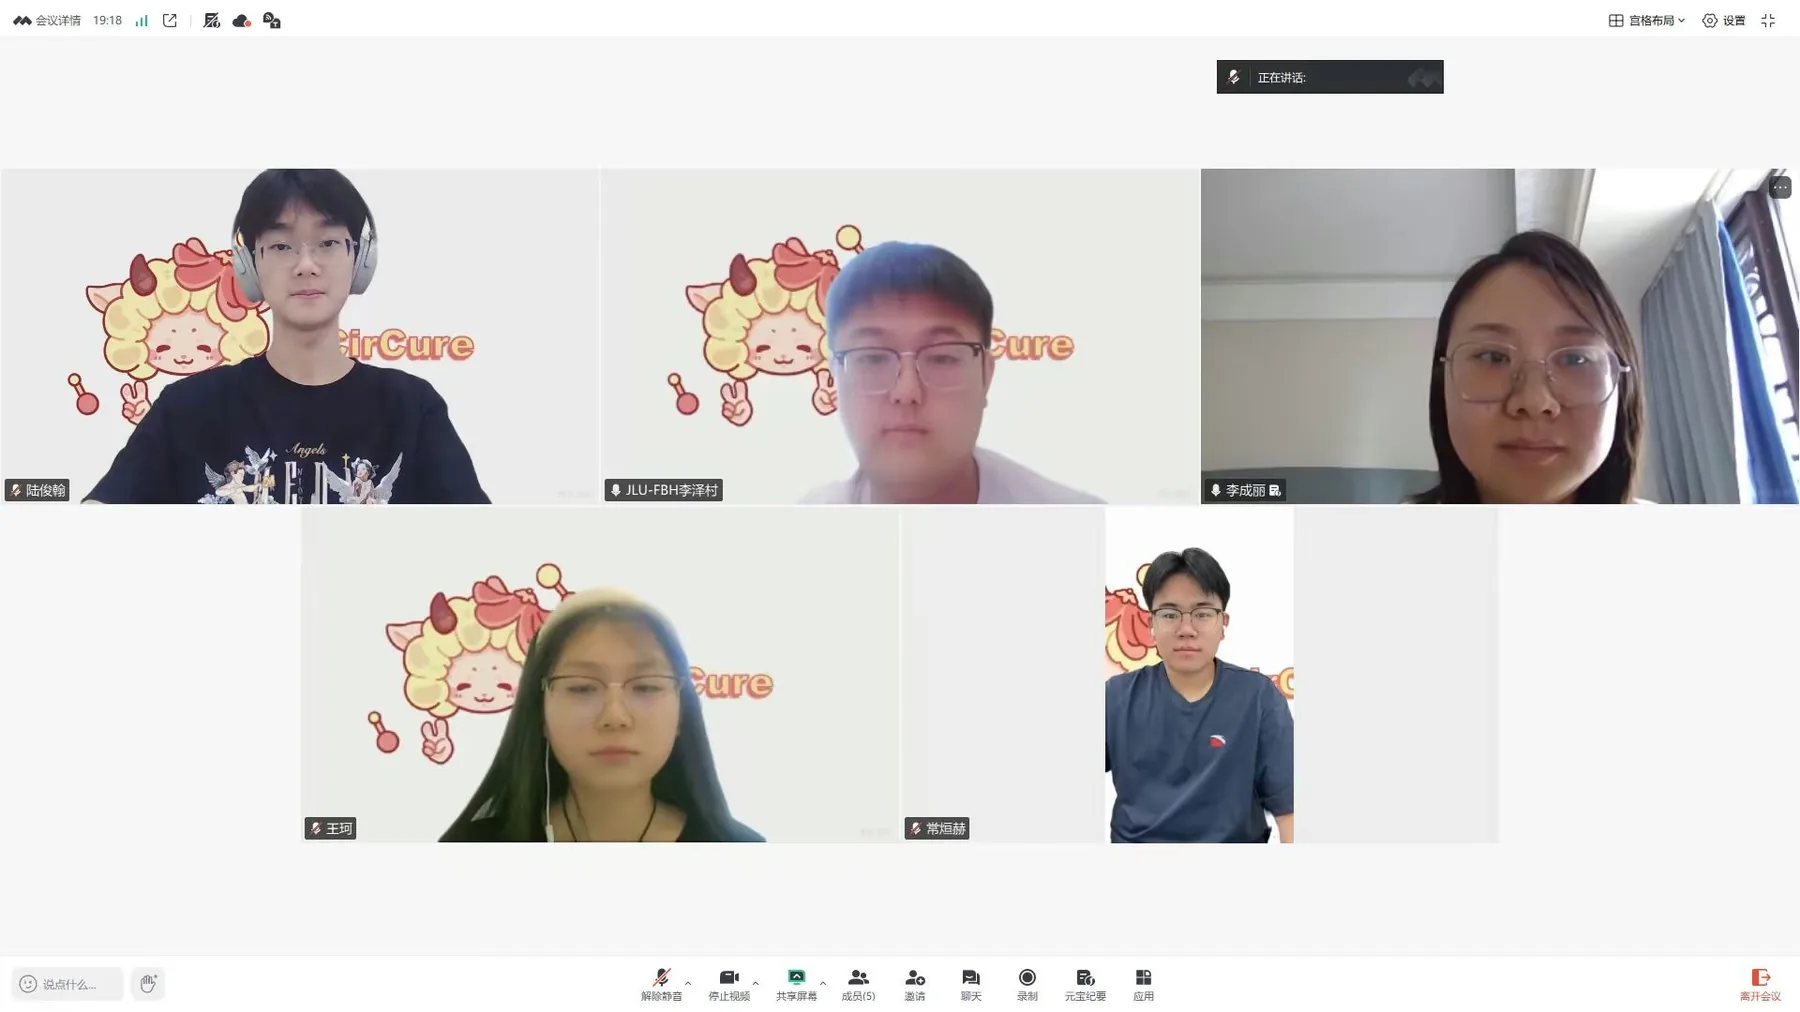 会议详情 19:18 宫格布局 设置
正在讲话:
CirCure
Angels
陆俊翰
Cure
JLU-FBH李泽村
李成丽
Cure
王珂
常烜赫
说点什么...
解除静音 停止视频 共享屏幕 成员(5) 邀请 聊天 录制 元宝纪要 应用 离开会议